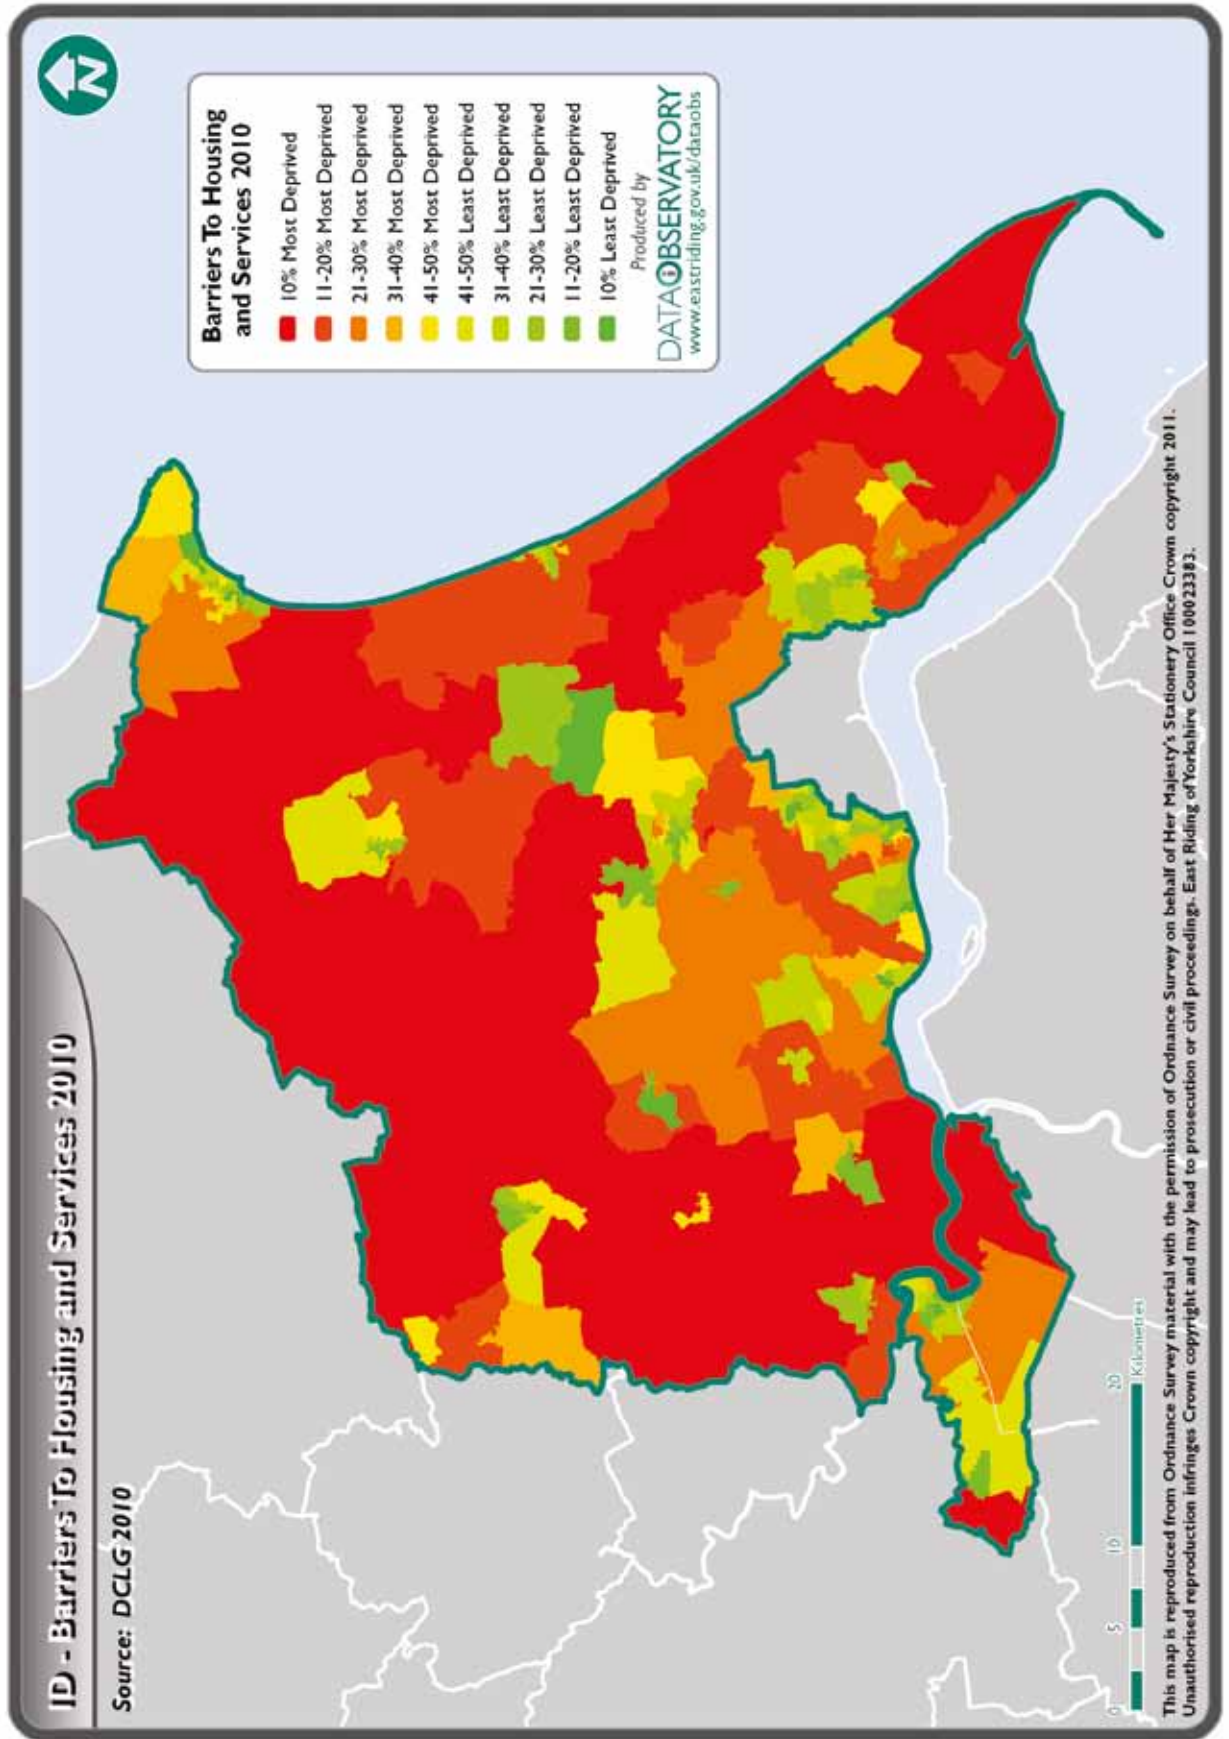 ID - Barriers To Housing and Services 2010
Source: DCLG 2010
N
Barriers To Housing
and Services 2010
10% Most Deprived
11-20% Most Deprived
21-30% Most Deprived
31-40% Most Deprived
41-50% Most Deprived
41-50% Least Deprived
31-40% Least Deprived
21-30% Least Deprived
11-20% Least Deprived
10% Least Deprived
Produced by
DATAOBSERVATORY
www.eastriding.gov.uk/dataobs
0 5 10 20
Kilometres
This map is reproduced from Ordnance Survey material with the permission of Ordnance Survey on behalf of Her Majesty's Stationery Office Crown copyright 2011.
Unauthorised reproduction infringes Crown copyright and may lead to prosecution or civil proceedings. East Riding of Yorkshire Council 100023383.